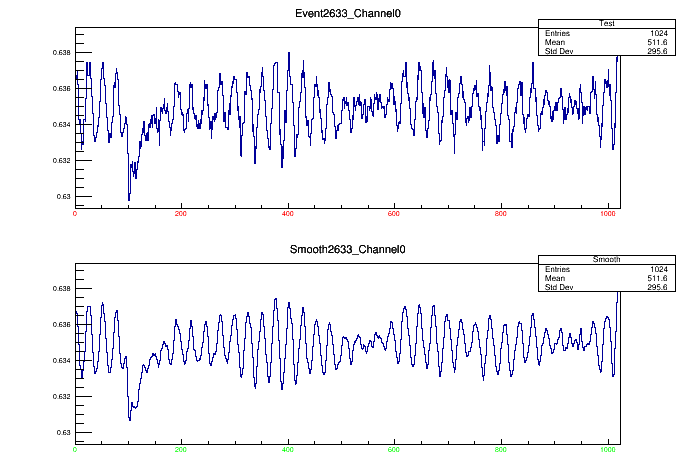 Event2633_Channel0
Test
Entries 1024
Mean 511.6
Std Dev 295.6
0.638
0.636
0.634
0.632
0.63
0 200 400 600 800 1000
Smooth2633_Channel0
Smooth
Entries 1024
Mean 511.6
Std Dev 295.6
0.638
0.636
0.634
0.632
0.63
0 200 400 600 800 1000